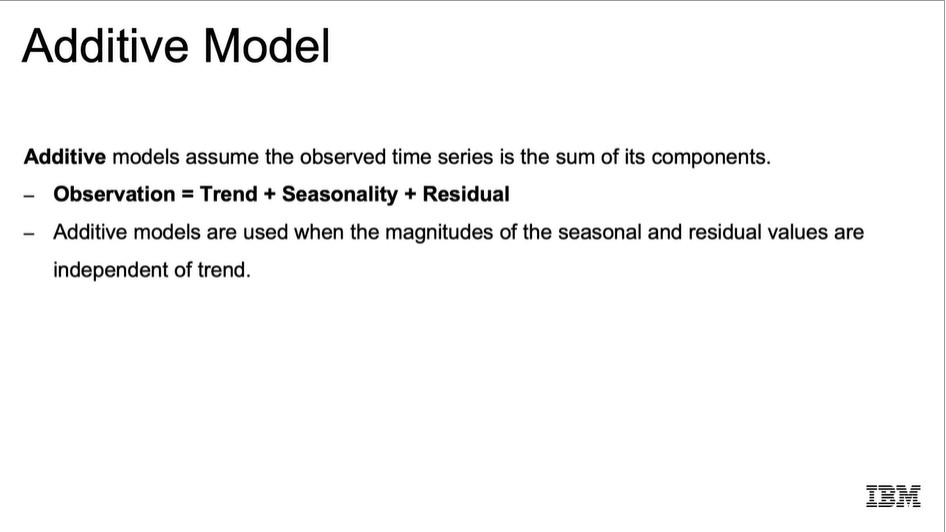 Additive Model
Additive models assume the observed time series is the sum of its components.
– Observation = Trend + Seasonality + Residual
– Additive models are used when the magnitudes of the seasonal and residual values are
independent of trend.
IBM